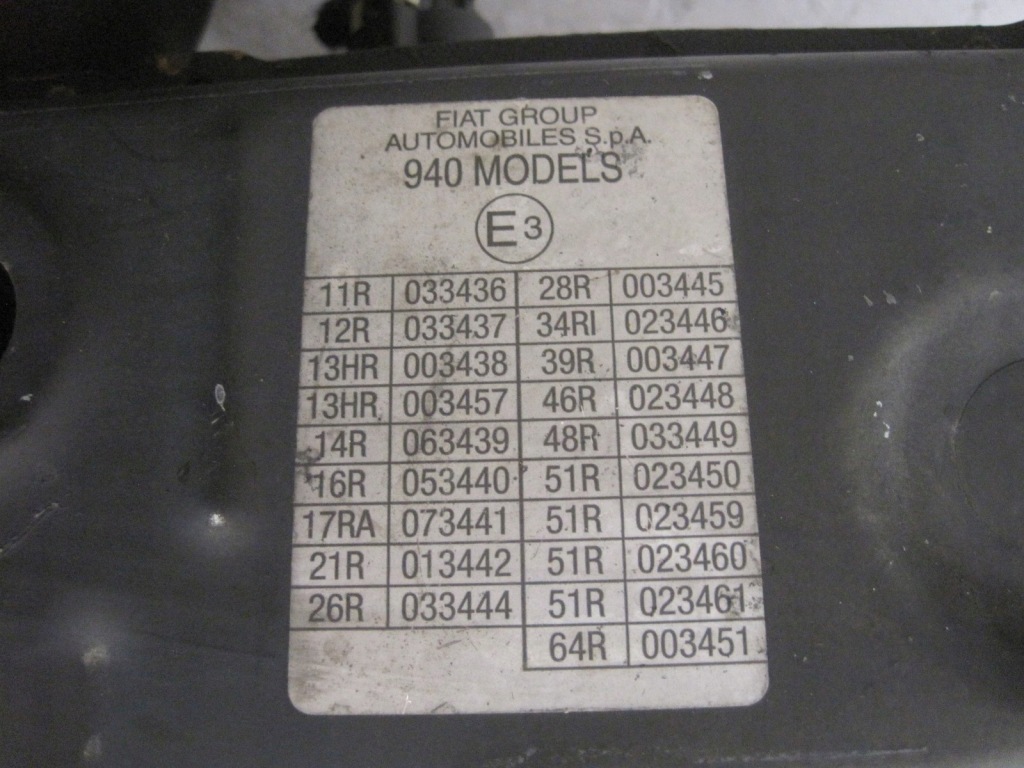 FIAT GROUP
AUTOMOBILES S.p.A.
940 MODELS
E3
11R 033436 28R 003445
12R 033437 34RI 023446
13HR 003438 39R 003447
13HR 003457 46R 023448
14R 063439 48R 033449
16R 053440 51R 023450
17RA 073441 51R 023459
21R 013442 51R 023460
26R 033444 51R 023461
64R 003451